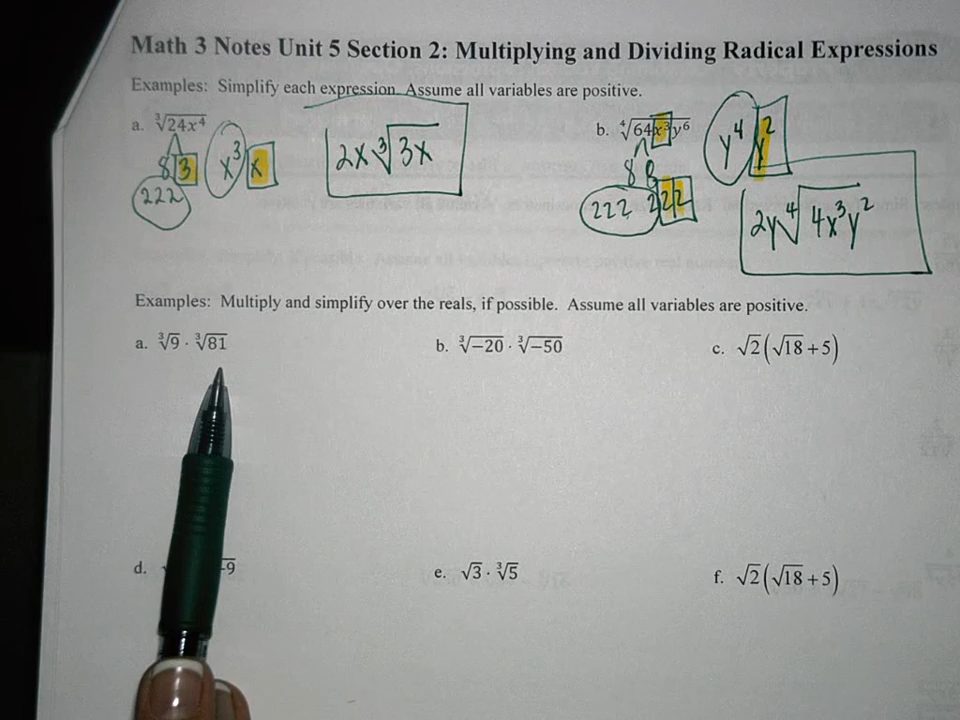 Math 3 Notes Unit 5 Section 2: Multiplying and Dividing Radical Expressions
Examples: Simplify each expression. Assume all variables are positive.
a. ∛24x⁴
b. ∜64x³y⁶
8 3 x³ x
222
2x∛3x
8 8 y⁴ y²
222 222
2y∜4x³y²
Examples: Multiply and simplify over the reals, if possible. Assume all variables are positive.
a. ∛9 · ∛81
b. ∛-20 · ∛-50
c. √2(√18 + 5)
d. -9
e. √3 · ∛5
f. √2(√18 + 5)